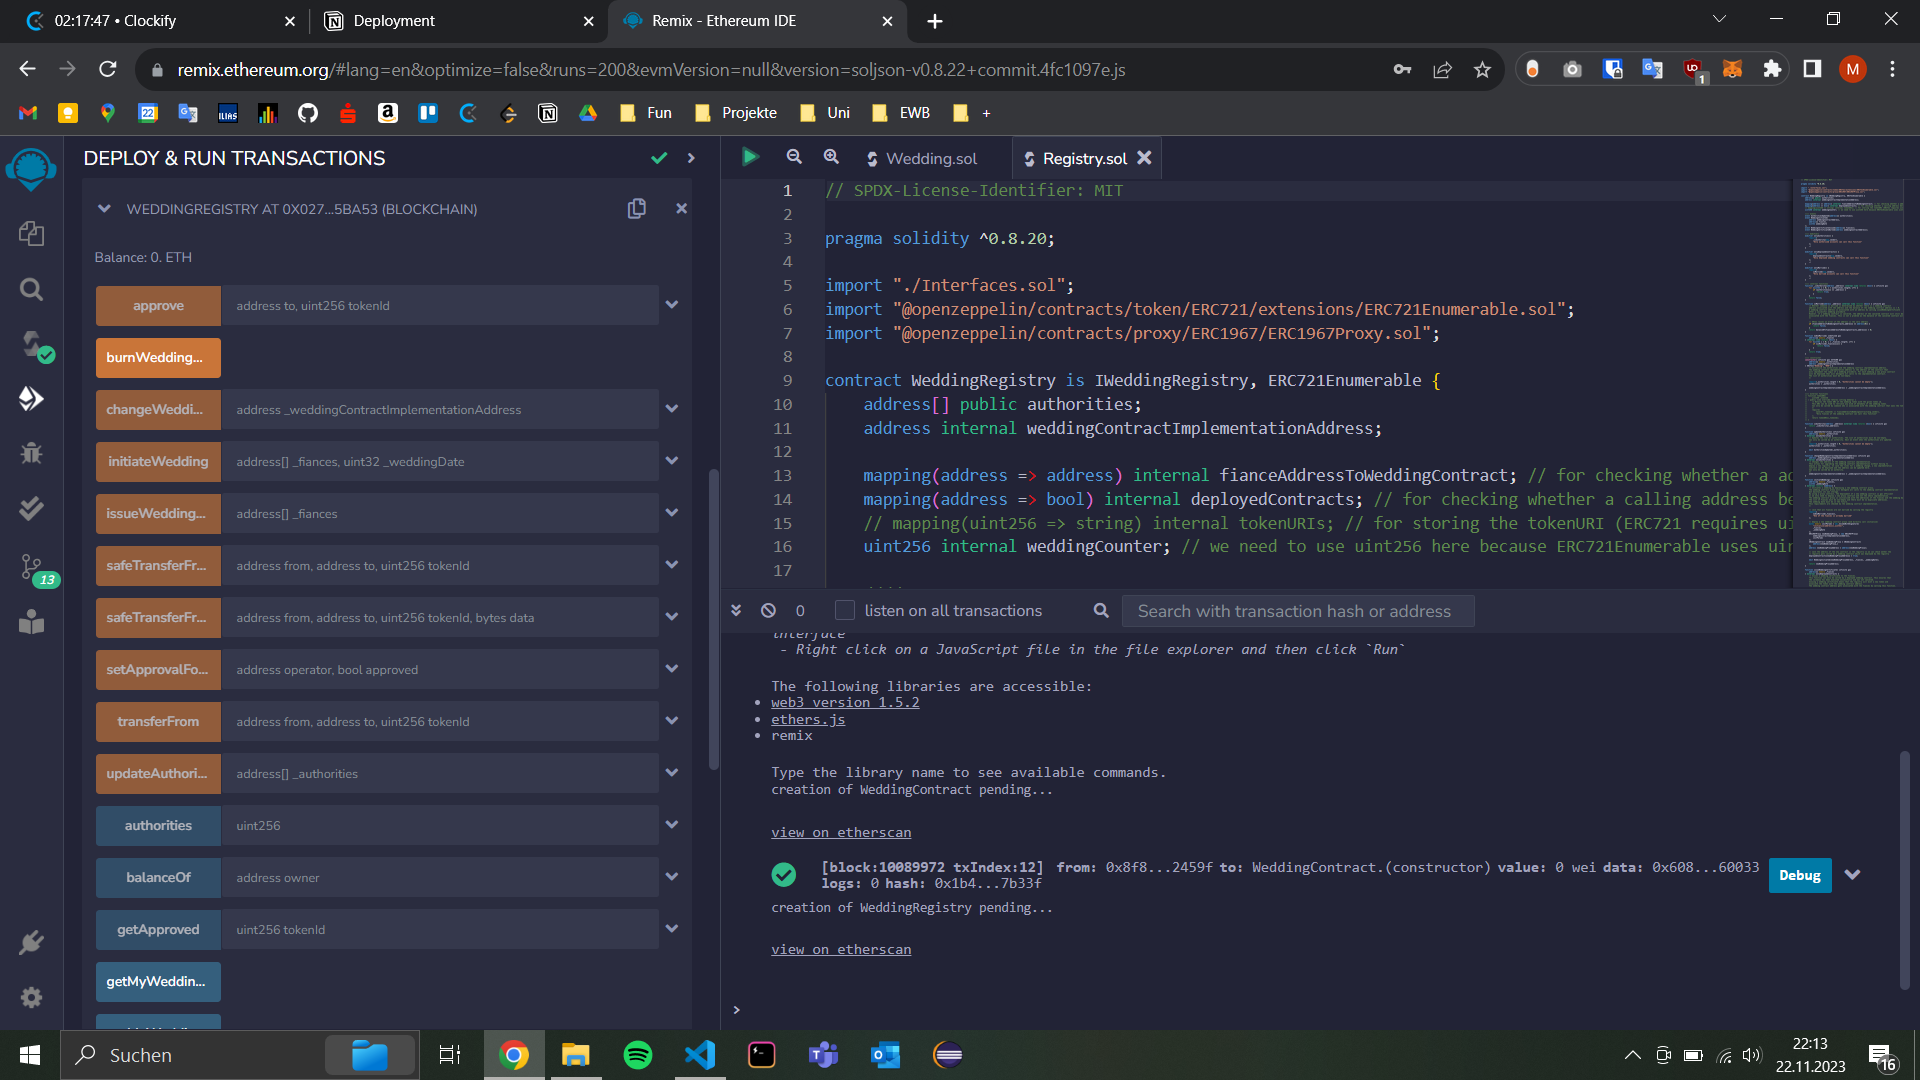 02:17:47 • Clockify
Deployment
Remix - Ethereum IDE
remix.ethereum.org/#lang=en&optimize=false&runs=200&evmVersion=null&version=soljson-v0.8.22+commit.4fc1097e.js
1
M
22
ILIAS
Fun
Projekte
Uni
EWB
+
DEPLOY & RUN TRANSACTIONS
WEDDINGREGISTRY AT 0X027...5BA53 (BLOCKCHAIN)
Balance: 0. ETH
approve address to, uint256 tokenId
burnWedding...
changeWeddi... address _weddingContractImplementationAddress
initiateWedding address[] _fiances, uint32 _weddingDate
issueWedding... address[] _fiances
safeTransferFr... address from, address to, uint256 tokenId
safeTransferFr... address from, address to, uint256 tokenId, bytes data
setApprovalFo... address operator, bool approved
transferFrom address from, address to, uint256 tokenId
updateAuthori... address[] _authorities
authorities uint256
balanceOf address owner
getApproved uint256 tokenId
getMyWeddin...
13
Wedding.sol
Registry.sol
1 // SPDX-License-Identifier: MIT
2
3 pragma solidity ^0.8.20;
4
5 import "./Interfaces.sol";
6 import "@openzeppelin/contracts/token/ERC721/extensions/ERC721Enumerable.sol";
7 import "@openzeppelin/contracts/proxy/ERC1967/ERC1967Proxy.sol";
8
9 contract WeddingRegistry is IWeddingRegistry, ERC721Enumerable {
10 address[] public authorities;
11 address internal weddingContractImplementationAddress;
12
13 mapping(address => address) internal fianceAddressToWeddingContract; // for checking whether a ad
14 mapping(address => bool) internal deployedContracts; // for checking whether a calling address be
15 // mapping(uint256 => string) internal tokenURIs; // for storing the tokenURI (ERC721 requires ui
16 uint256 internal weddingCounter; // we need to use uint256 here because ERC721Enumerable uses uin
17
0
listen on all transactions
Search with transaction hash or address
interface
- Right click on a JavaScript file in the file explorer and then click `Run`
The following libraries are accessible:
• web3 version 1.5.2
• ethers.js
• remix
Type the library name to see available commands.
creation of WeddingContract pending...
view on etherscan
[block:10089972 txIndex:12] from: 0x8f8...2459f to: WeddingContract.(constructor) value: 0 wei data: 0x608...60033
logs: 0 hash: 0x1b4...7b33f
Debug
creation of WeddingRegistry pending...
view on etherscan
>
Suchen
22:13
22.11.2023
16